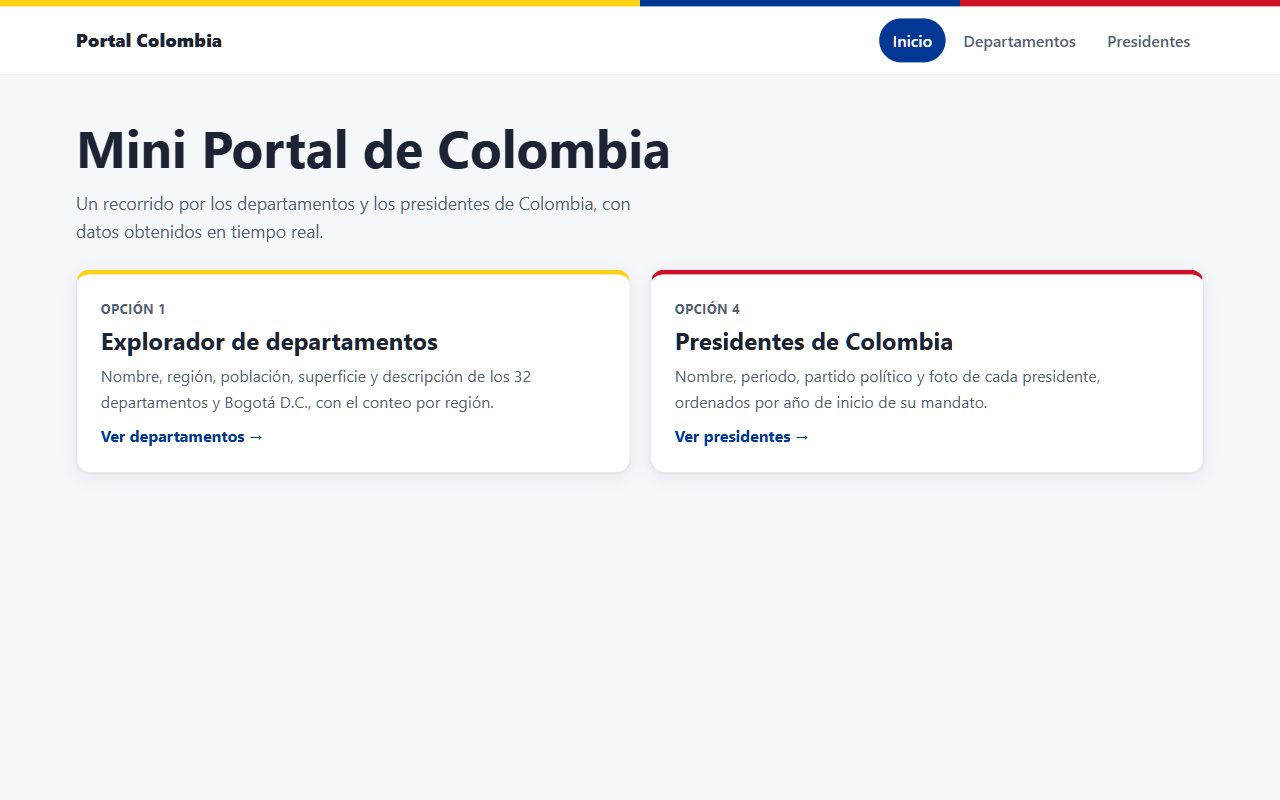 Portal Colombia
Inicio
Departamentos
Presidentes
Mini Portal de Colombia
Un recorrido por los departamentos y los presidentes de Colombia, con
datos obtenidos en tiempo real.
OPCIÓN 1
Explorador de departamentos
Nombre, región, población, superficie y descripción de los 32
departamentos y Bogotá D.C., con el conteo por región.
Ver departamentos →
OPCIÓN 4
Presidentes de Colombia
Nombre, periodo, partido político y foto de cada presidente,
ordenados por año de inicio de su mandato.
Ver presidentes →